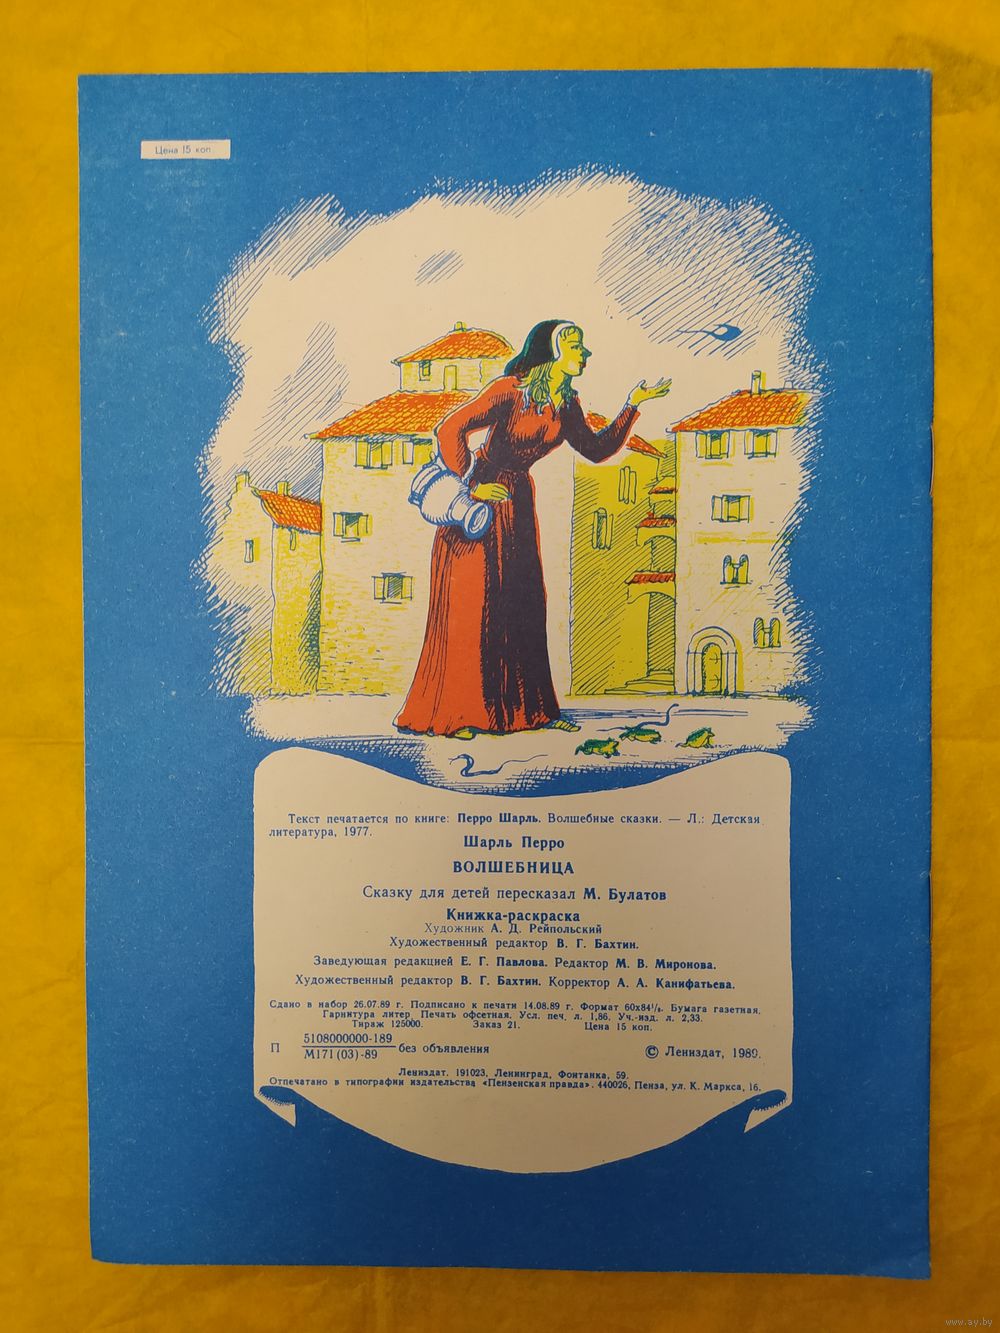 Цена 15 коп.
Текст печатается по книге: Перро Шарль. Волшебные сказки. — Л.: Детская
литература, 1977.
Шарль Перро
ВОЛШЕБНИЦА
Сказку для детей пересказал М. Булатов
Книжка-раскраска
Художник А. Д. Рейпольский
Художественный редактор В. Г. Бахтин.
Заведующая редакцией Е. Г. Павлова. Редактор М. В. Миронова.
Художественный редактор В. Г. Бахтин. Корректор А. А. Канифатьева.
Сдано в набор 26.07.89 г. Подписано к печати 14.08.89 г. Формат 60х84¹/₈. Бумага газетная.
Гарнитура литер. Печать офсетная. Усл. печ. л. 1,86. Уч.-изд. л. 2,33.
Тираж 125000. Заказ 21. Цена 15 коп.
П 5108000000-189
М171(03)-89 без объявления
© Лениздат, 1989.
Лениздат. 191023, Ленинград, Фонтанка, 59.
Отпечатано в типографии издательства «Пензенская правда». 440026, Пенза, ул. К. Маркса, 16.
www.ay.by